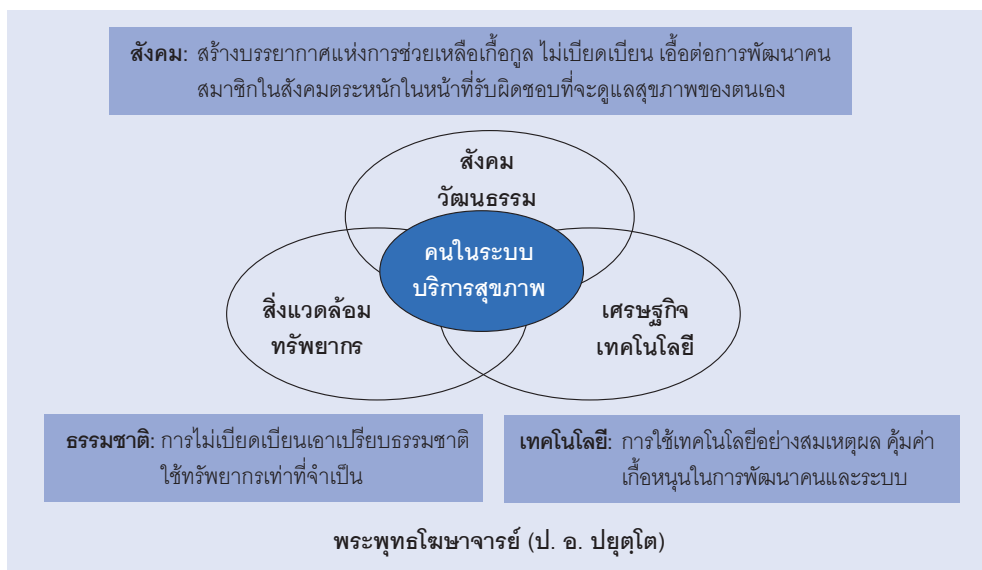 สังคม: สร้างบรรยากาศแห่งการช่วยเหลือเกื้อกูล ไม่เบียดเบียน เอื้อต่อการพัฒนาคน
สมาชิกในสังคมตระหนักในหน้าที่รับผิดชอบที่จะดูแลสุขภาพของตนเอง
สังคม
วัฒนธรรม
คนในระบบ
บริการสุขภาพ
สิ่งแวดล้อม
ทรัพยากร
เศรษฐกิจ
เทคโนโลยี
ธรรมชาติ: การไม่เบียดเบียนเอาเปรียบธรรมชาติ
ใช้ทรัพยากรเท่าที่จำเป็น
เทคโนโลยี: การใช้เทคโนโลยีอย่างสมเหตุผล คุ้มค่า
เกื้อหนุนในการพัฒนาคนและระบบ
พระพุทธโฆษาจารย์ (ป. อ. ปยุตฺโต)